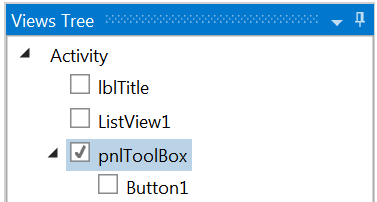 Views Tree
Activity
lblTitle
ListView1
pnlToolBox
Button1